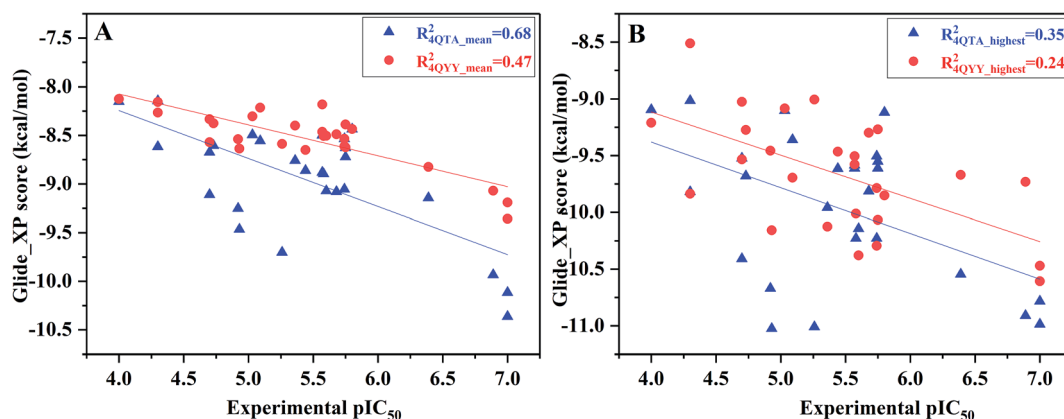 A
R²4QTA_mean=0.68
R²4QYY_mean=0.47
-7.5
-8.0
-8.5
-9.0
-9.5
-10.0
-10.5
Glide_XP score (kcal/mol)
4.0 4.5 5.0 5.5 6.0 6.5 7.0
Experimental pIC50
B
R²4QTA_highest=0.35
R²4QYY_highest=0.24
-8.5
-9.0
-9.5
-10.0
-10.5
-11.0
Glide_XP score (kcal/mol)
4.0 4.5 5.0 5.5 6.0 6.5 7.0
Experimental pIC50